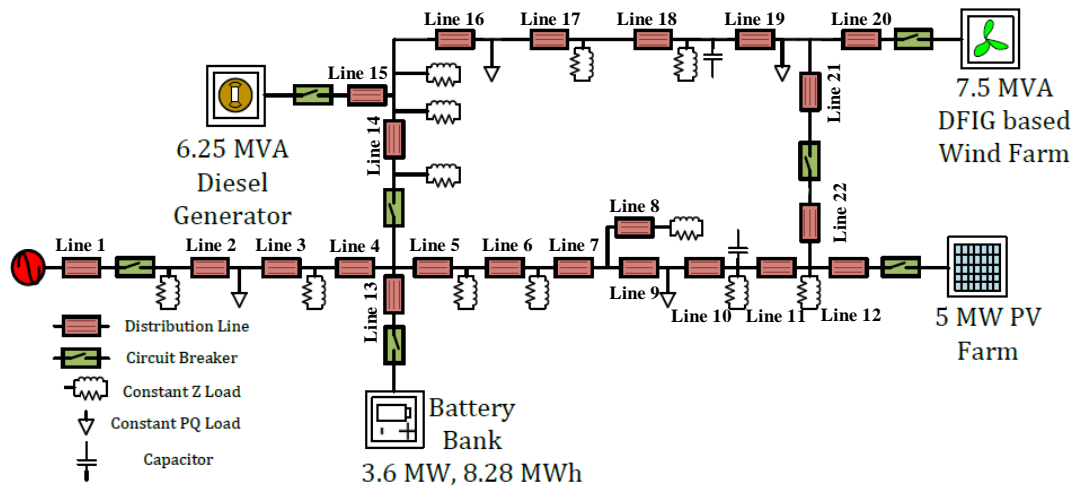 Line 16
Line 17
Line 18
Line 19
Line 20
Line 15
Line 21
6.25 MVA
Diesel
Generator
Line 14
7.5 MVA
DFIG based
Wind Farm
Line 8
Line 22
Line 1
Line 2
Line 3
Line 4
Line 5
Line 6
Line 7
Line 9
Line 10
Line 11
Line 12
Line 13
5 MW PV
Farm
Distribution Line
Circuit Breaker
Constant Z Load
Constant PQ Load
Capacitor
Battery
Bank
3.6 MW, 8.28 MWh